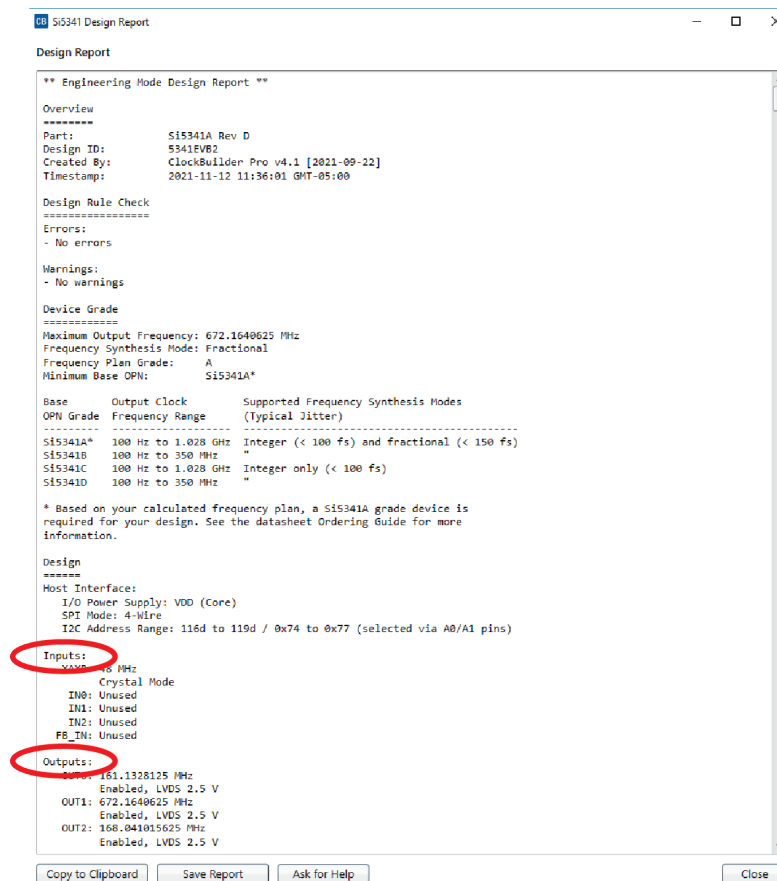 CB Si5341 Design Report
Design Report
** Engineering Mode Design Report **
Overview
========
Part: Si5341A Rev D
Design ID: 5341EVB2
Created By: ClockBuilder Pro v4.1 [2021-09-22]
Timestamp: 2021-11-12 11:36:01 GMT-05:00
Design Rule Check
=================
Errors:
- No errors
Warnings:
- No warnings
Device Grade
============
Maximum Output Frequency: 672.1640625 MHz
Frequency Synthesis Mode: Fractional
Frequency Plan Grade: A
Minimum Base OPN: Si5341A*
Base Output Clock Supported Frequency Synthesis Modes
OPN Grade Frequency Range (Typical Jitter)
--------- ------------------- --------------------------------------------
Si5341A* 100 Hz to 1.028 GHz Integer (< 100 fs) and fractional (< 150 fs)
Si5341B 100 Hz to 350 MHz "
Si5341C 100 Hz to 1.028 GHz Integer only (< 100 fs)
Si5341D 100 Hz to 350 MHz "
* Based on your calculated frequency plan, a Si5341A grade device is
required for your design. See the datasheet Ordering Guide for more
information.
Design
======
Host Interface:
I/O Power Supply: VDD (Core)
SPI Mode: 4-Wire
I2C Address Range: 116d to 119d / 0x74 to 0x77 (selected via A0/A1 pins)
Inputs:
XAXB: 48 MHz
Crystal Mode
IN0: Unused
IN1: Unused
IN2: Unused
FB_IN: Unused
Outputs:
OUT0: 161.1328125 MHz
Enabled, LVDS 2.5 V
OUT1: 672.1640625 MHz
Enabled, LVDS 2.5 V
OUT2: 168.041015625 MHz
Enabled, LVDS 2.5 V
Copy to Clipboard Save Report Ask for Help Close